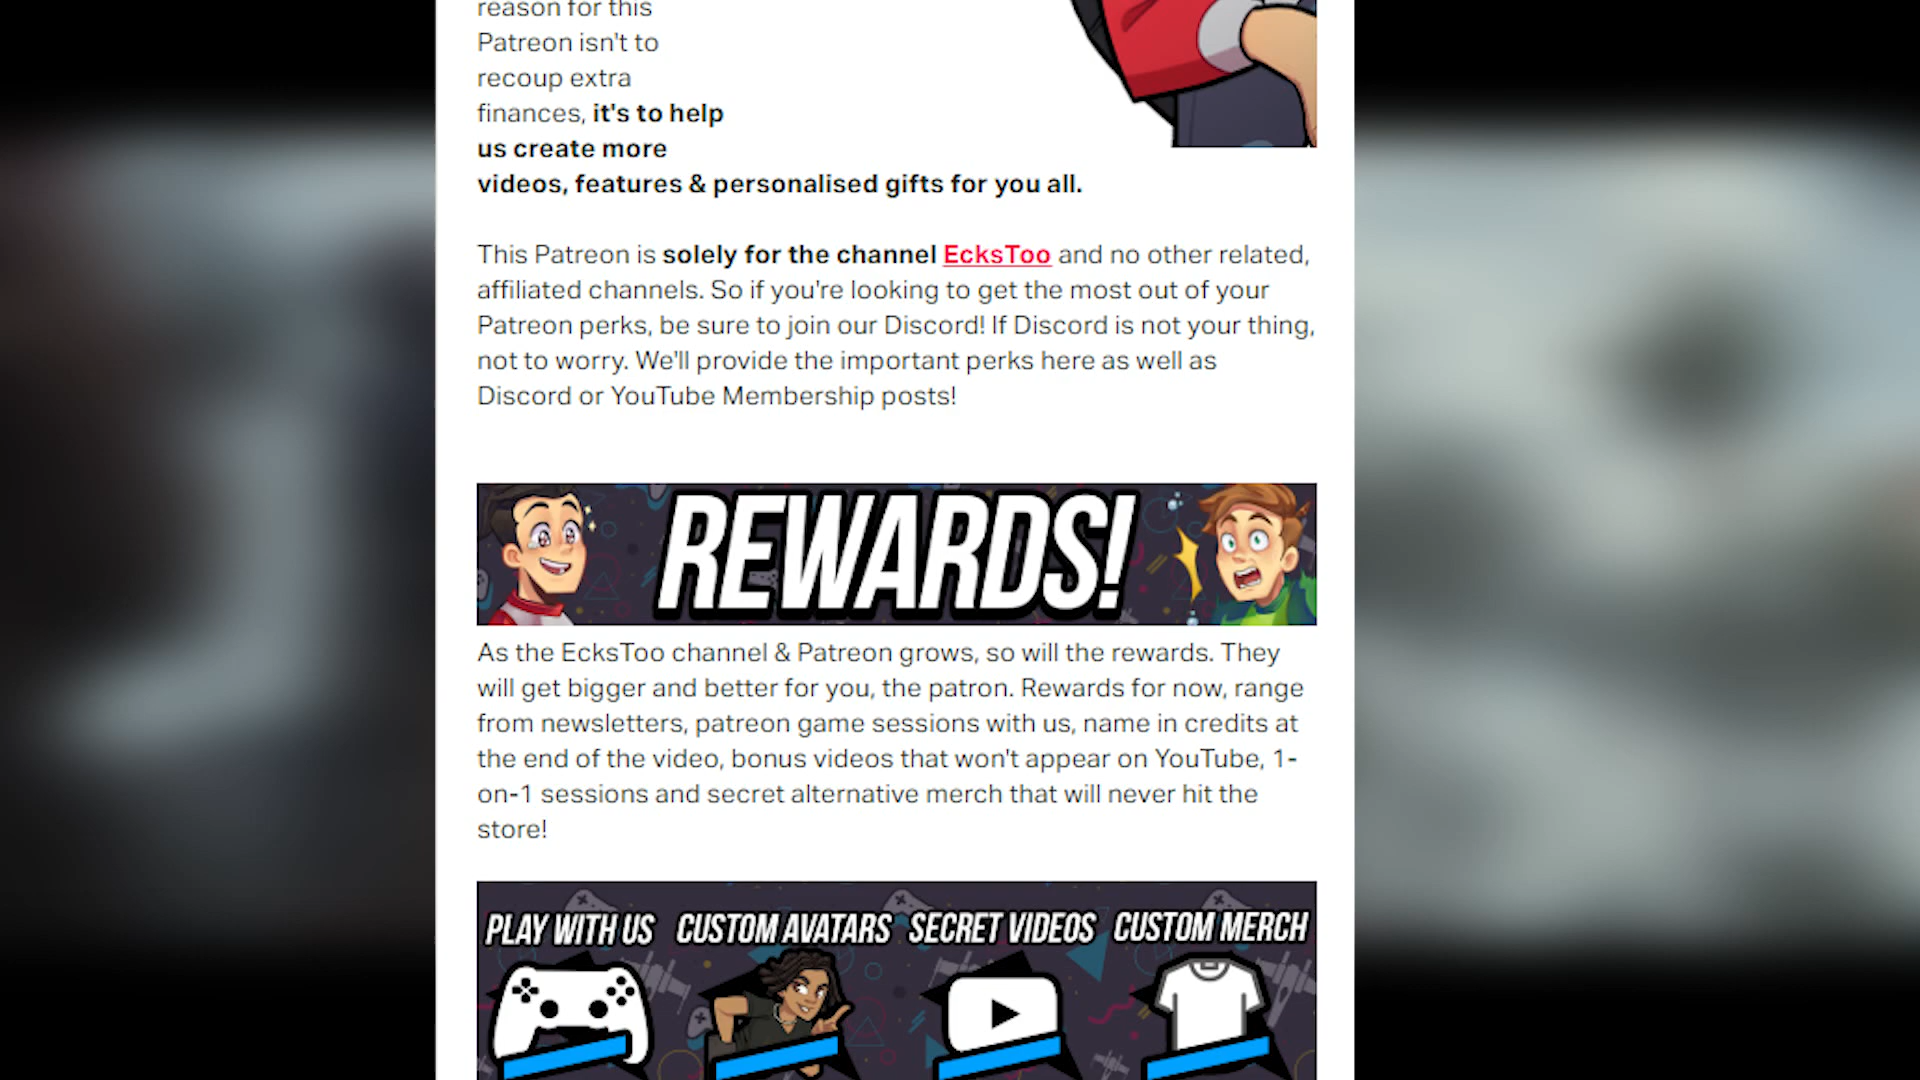 reason for this
Patreon isn't to
recoup extra
finances, it's to help
us create more
videos, features & personalised gifts for you all.
This Patreon is solely for the channel EcksToo and no other related,
affiliated channels. So if you're looking to get the most out of your
Patreon perks, be sure to join our Discord! If Discord is not your thing,
not to worry. We'll provide the important perks here as well as
Discord or YouTube Membership posts!
REWARDS!
As the EcksToo channel & Patreon grows, so will the rewards. They
will get bigger and better for you, the patron. Rewards for now, range
from newsletters, patreon game sessions with us, name in credits at
the end of the video, bonus videos that won't appear on YouTube, 1-
on-1 sessions and secret alternative merch that will never hit the
store!
PLAY WITH US CUSTOM AVATARS SECRET VIDEOS CUSTOM MERCH